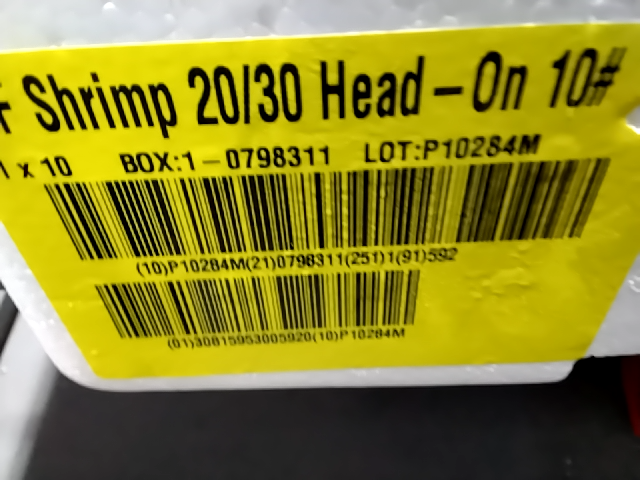 Shrimp 20/30 Head-On 10#
1 x 10 BOX:1-0798311 LOT:P10284M
(10)P10284M(21)0798311(251)1(91)592
(01)30815953005920(10)P10284M